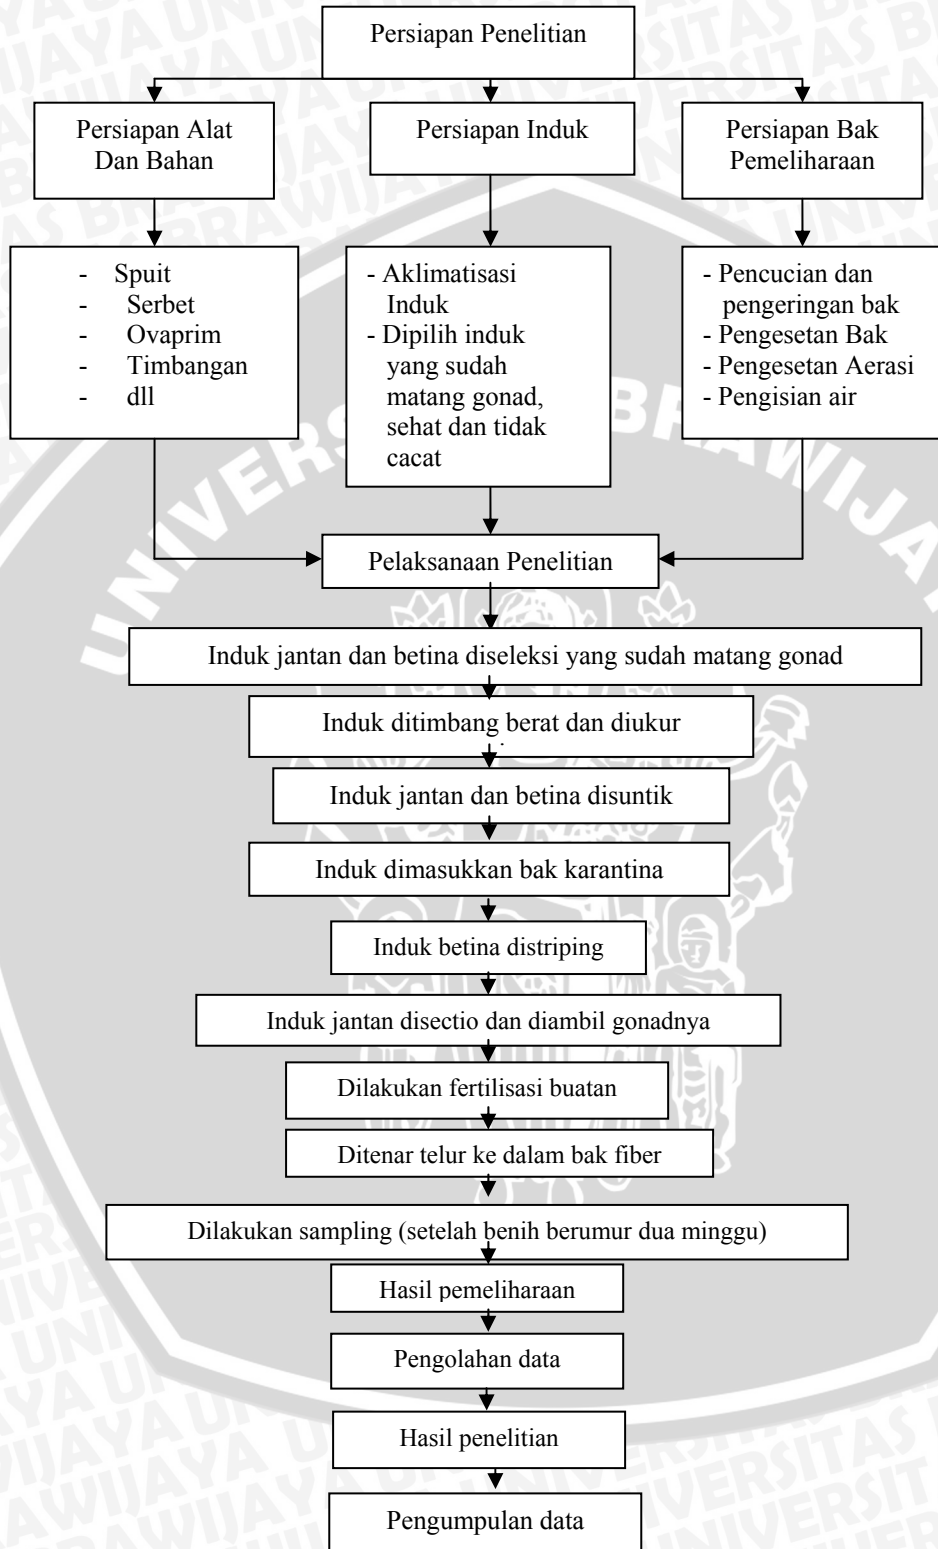 Persiapan Penelitian
Persiapan Alat
Dan Bahan
Persiapan Induk
Persiapan Bak
Pemeliharaan
- Spuit
- Serbet
- Ovaprim
- Timbangan
- dll
- Aklimatisasi
Induk
- Dipilih induk
yang sudah
matang gonad,
sehat dan tidak
cacat
- Pencucian dan
pengeringan bak
- Pengesetan Bak
- Pengesetan Aerasi
- Pengisian air
UNIVERSITAS BRAWIJAYA
Pelaksanaan Penelitian
Induk jantan dan betina diseleksi yang sudah matang gonad
Induk ditimbang berat dan diukur
Induk jantan dan betina disuntik
Induk dimasukkan bak karantina
Induk betina distriping
Induk jantan disectio dan diambil gonadnya
Dilakukan fertilisasi buatan
Ditenar telur ke dalam bak fiber
Dilakukan sampling (setelah benih berumur dua minggu)
Hasil pemeliharaan
Pengolahan data
Hasil penelitian
Pengumpulan data